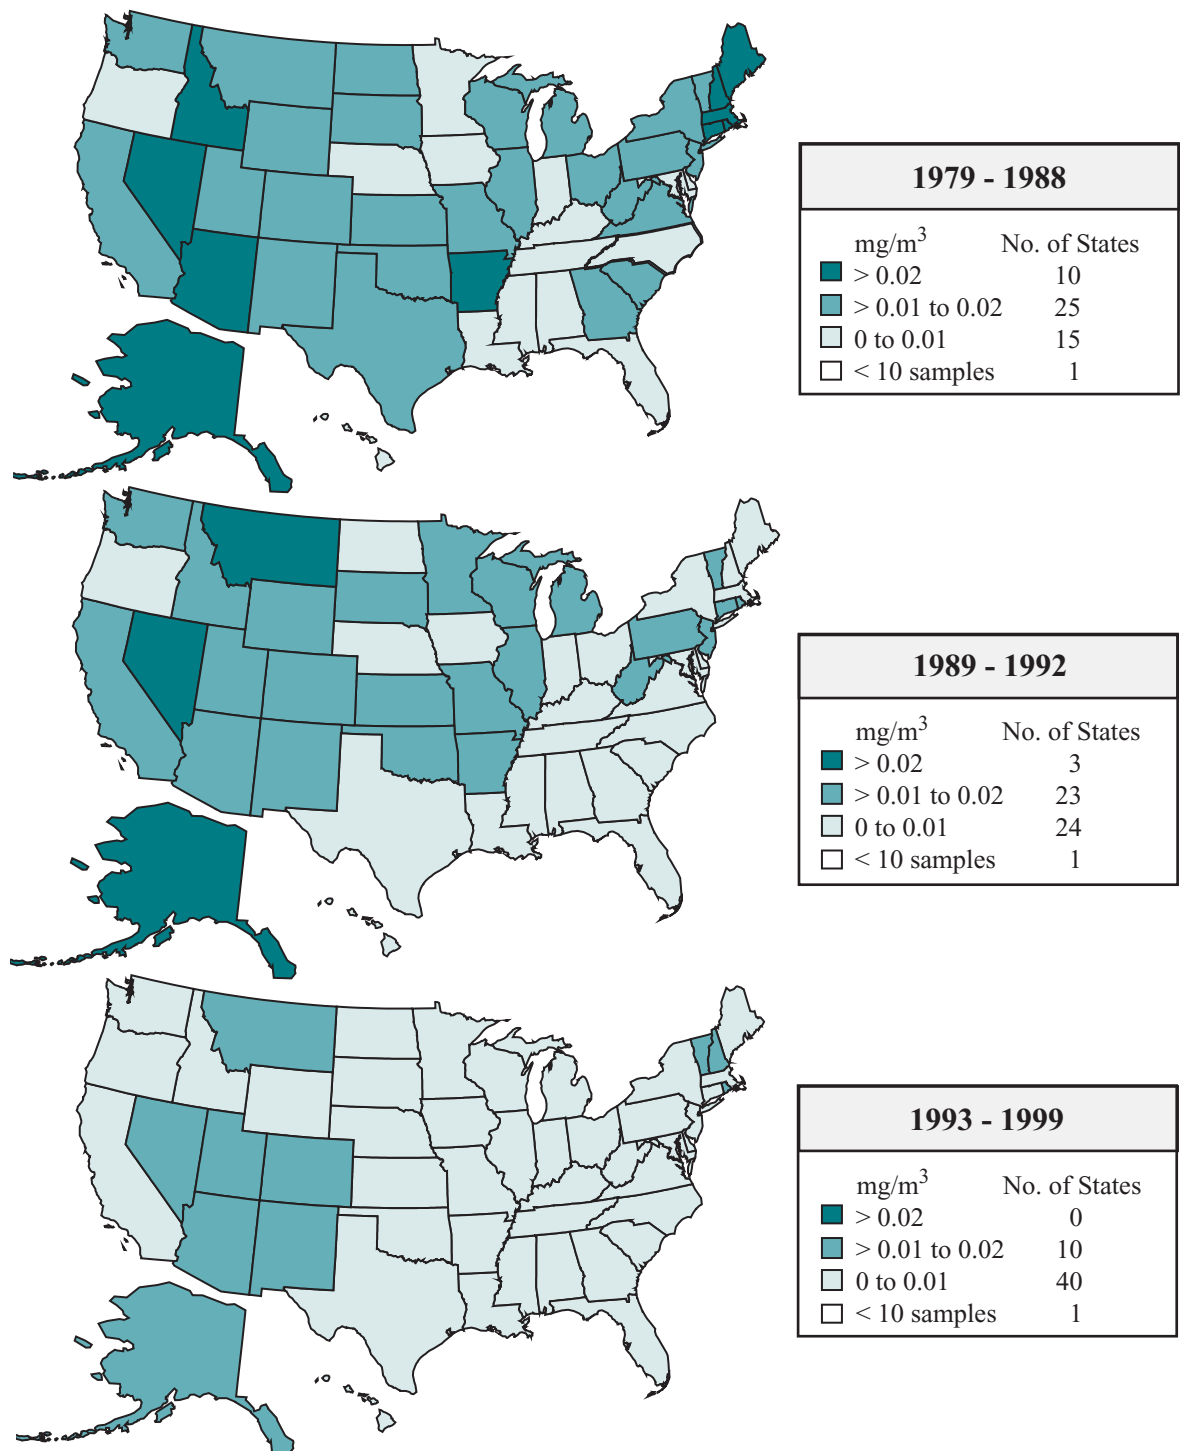 1979 - 1988
mg/m³ No. of States
> 0.02 10
> 0.01 to 0.02 25
0 to 0.01 15
< 10 samples 1
1989 - 1992
mg/m³ No. of States
> 0.02 3
> 0.01 to 0.02 23
0 to 0.01 24
< 10 samples 1
1993 - 1999
mg/m³ No. of States
> 0.02 0
> 0.01 to 0.02 10
0 to 0.01 40
< 10 samples 1